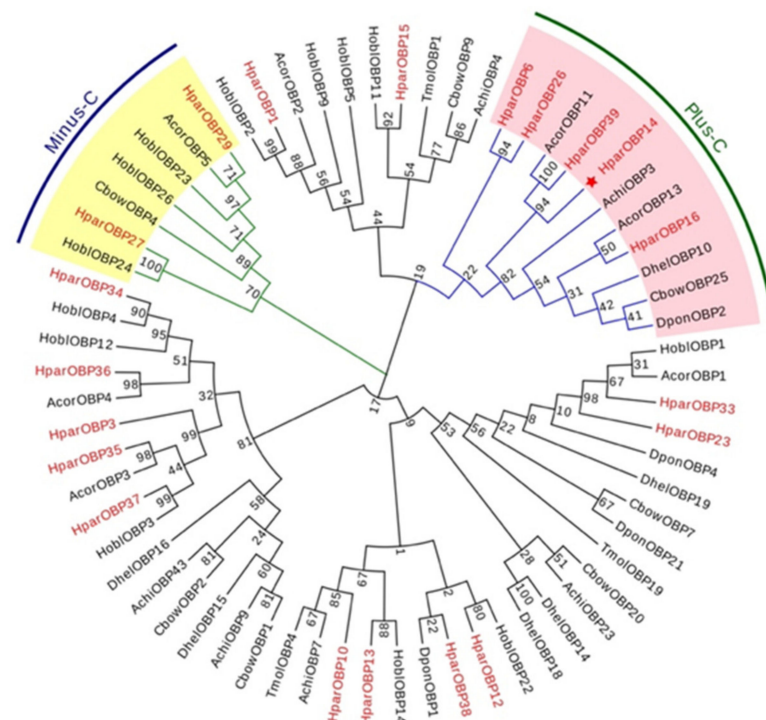 Minus-C
Plus-C
HoblOBP24
HparOBP27
CbowOBP4
HoblOBP26
HoblOBP23
AcorOBP5
HparOBP29
HoblOBP2
HparOBP1
AcorOBP2
HoblOBP9
HoblOBP5
HoblOBP11
HparOBP15
TmolOBP1
CbowOBP9
AchiOBP4
HparOBP6
HparOBP26
AcorOBP11
HparOBP39
HparOBP14
AchiOBP3
AcorOBP13
HparOBP16
DhelOBP10
CbowOBP25
DponOBP2
HoblOBP1
AcorOBP1
HparOBP33
HparOBP23
DponOBP4
DhelOBP19
CbowOBP7
DponOBP21
TmolOBP19
CbowOBP20
AchiOBP23
DhelOBP14
DhelOBP18
HoblOBP22
HparOBP12
HparOBP38
DponOBP1
HoblOBP14
HparOBP13
HparOBP10
AchiOBP7
TmolOBP4
CbowOBP1
AchiOBP9
DhelOBP15
CbowOBP2
AchiOBP43
DhelOBP16
HoblOBP3
HparOBP37
AcorOBP3
HparOBP35
HparOBP3
AcorOBP4
HparOBP36
HoblOBP12
HoblOBP4
HparOBP34
100
71
97
71
89
70
99
88
56
54
44
92
54
77
86
19
94
22
100
94
82
54
50
31
42
41
31
67
98
10
8
22
67
56
53
9
28
51
100
1
2
80
22
67
88
85
67
17
81
58
24
81
60
81
32
51
95
90
98
99
98
44
99